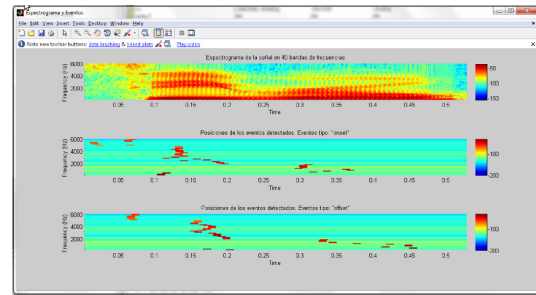 Espectrograma y Eventos
File Edit View Insert Tools Desktop Window Help
Note new toolbar buttons: data brushing & linked plots Play video
Espectrograma de la señal en 40 bandas de frecuencias
Frequency (Hz)
6000
4000
2000
0.05 0.1 0.15 0.2 0.25 0.3 0.35 0.4 0.45 0.5
Time
-50
-100
-150
Posiciones de los eventos detectados. Eventos tipo: "onset"
Frequency (Hz)
6000
4000
2000
0.05 0.1 0.15 0.2 0.25 0.3 0.35 0.4 0.45 0.5
Time
-100
-200
Posiciones de los eventos detectados. Eventos tipo: "offset"
Frequency (Hz)
6000
4000
2000
0.05 0.1 0.15 0.2 0.25 0.3 0.35 0.4 0.45 0.5
Time
-100
-200